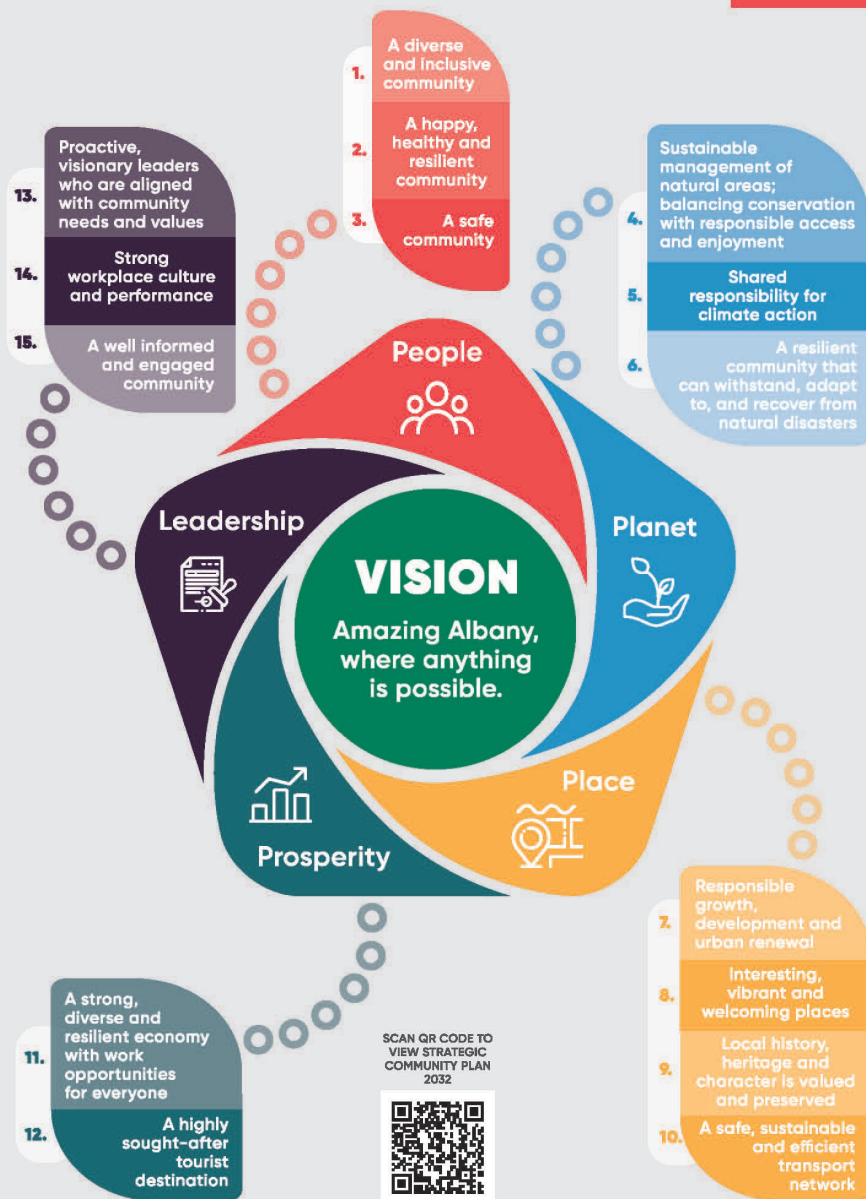 1.
A diverse
and inclusive
community
2.
A happy,
healthy and
resilient
community
3.
A safe
community
13.
Proactive,
visionary leaders
who are aligned
with community
needs and values
14.
Strong
workplace culture
and performance
15.
A well informed
and engaged
community
4.
Sustainable
management of
natural areas;
balancing conservation
with responsible access
and enjoyment
5.
Shared
responsibility for
climate action
6.
A resilient
community that
can withstand, adapt
to, and recover from
natural disasters
People
Leadership
Planet
VISION
Amazing Albany,
where anything
is possible.
Place
Prosperity
7.
Responsible
growth,
development and
urban renewal
8.
Interesting,
vibrant and
welcoming places
9.
Local history,
heritage and
character is valued
and preserved
10.
A safe, sustainable
and efficient
transport
network
11.
A strong,
diverse and
resilient economy
with work
opportunities
for everyone
12.
A highly
sought-after
tourist
destination
SCAN QR CODE TO
VIEW STRATEGIC
COMMUNITY PLAN
2032